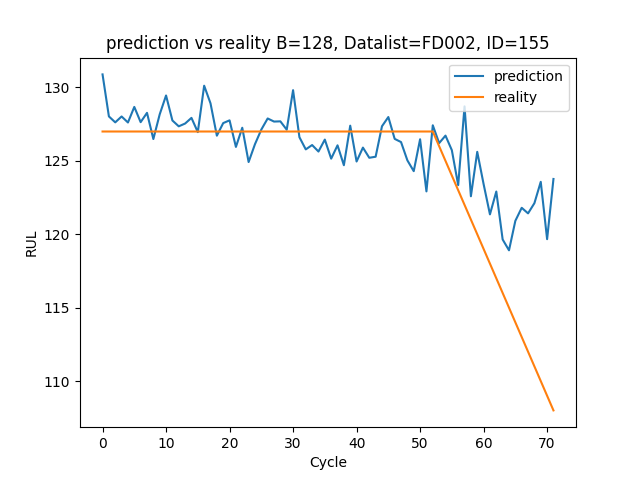 prediction vs reality B=128, Datalist=FD002, ID=155
prediction
reality
RUL
130
125
120
115
110
0 10 20 30 40 50 60 70
Cycle